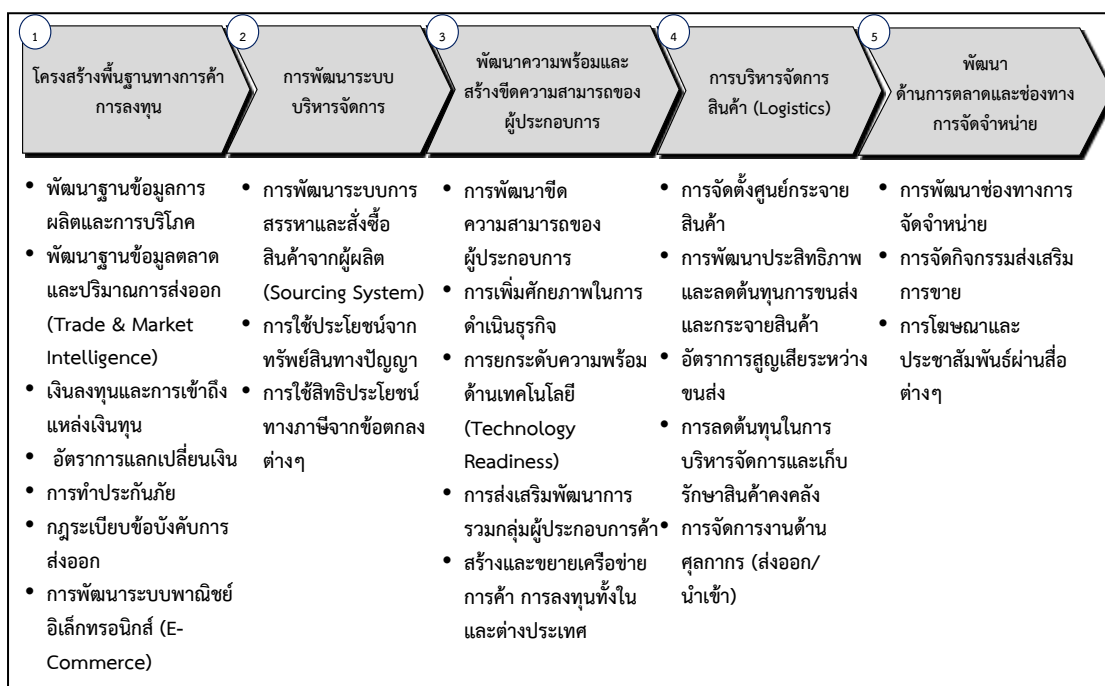 1
โครงสร้างพื้นฐานทางการค้า
การลงทุน
2
การพัฒนาระบบ
บริหารจัดการ
3
พัฒนาความพร้อมและ
สร้างขีดความสามารถของ
ผู้ประกอบการ
4
การบริหารจัดการ
สินค้า (Logistics)
5
พัฒนา
ด้านการตลาดและช่องทาง
การจัดจำหน่าย
• พัฒนาฐานข้อมูลการ
ผลิตและการบริโภค
• พัฒนาฐานข้อมูลตลาด
และปริมาณการส่งออก
(Trade & Market
Intelligence)
• เงินลงทุนและการเข้าถึง
แหล่งเงินทุน
• อัตราการแลกเปลี่ยนเงิน
• การทำประกันภัย
• กฎระเบียบข้อบังคับการ
ส่งออก
• การพัฒนาระบบพาณิชย์
อิเล็กทรอนิกส์ (E-
Commerce)
• การพัฒนาระบบการ
สรรหาและสั่งซื้อ
สินค้าจากผู้ผลิต
(Sourcing System)
• การใช้ประโยชน์จาก
ทรัพย์สินทางปัญญา
• การใช้สิทธิประโยชน์
ทางภาษีจากข้อตกลง
ต่างๆ
• การพัฒนาขีด
ความสามารถของ
ผู้ประกอบการ
• การเพิ่มศักยภาพในการ
ดำเนินธุรกิจ
• การยกระดับความพร้อม
ด้านเทคโนโลยี
(Technology
Readiness)
• การส่งเสริมพัฒนาการ
รวมกลุ่มผู้ประกอบการค้า
• สร้างและขยายเครือข่าย
การค้า การลงทุนทั้งใน
และต่างประเทศ
• การจัดตั้งศูนย์กระจาย
สินค้า
• การพัฒนาประสิทธิภาพ
และลดต้นทุนการขนส่ง
และกระจายสินค้า
• อัตราการสูญเสียระหว่าง
ขนส่ง
• การลดต้นทุนในการ
บริหารจัดการและเก็บ
รักษาสินค้าคงคลัง
• การจัดการงานด้าน
ศุลกากร (ส่งออก/
นำเข้า)
• การพัฒนาช่องทางการ
จัดจำหน่าย
• การจัดกิจกรรมส่งเสริม
การขาย
• การโฆษณาและ
ประชาสัมพันธ์ผ่านสื่อ
ต่างๆ